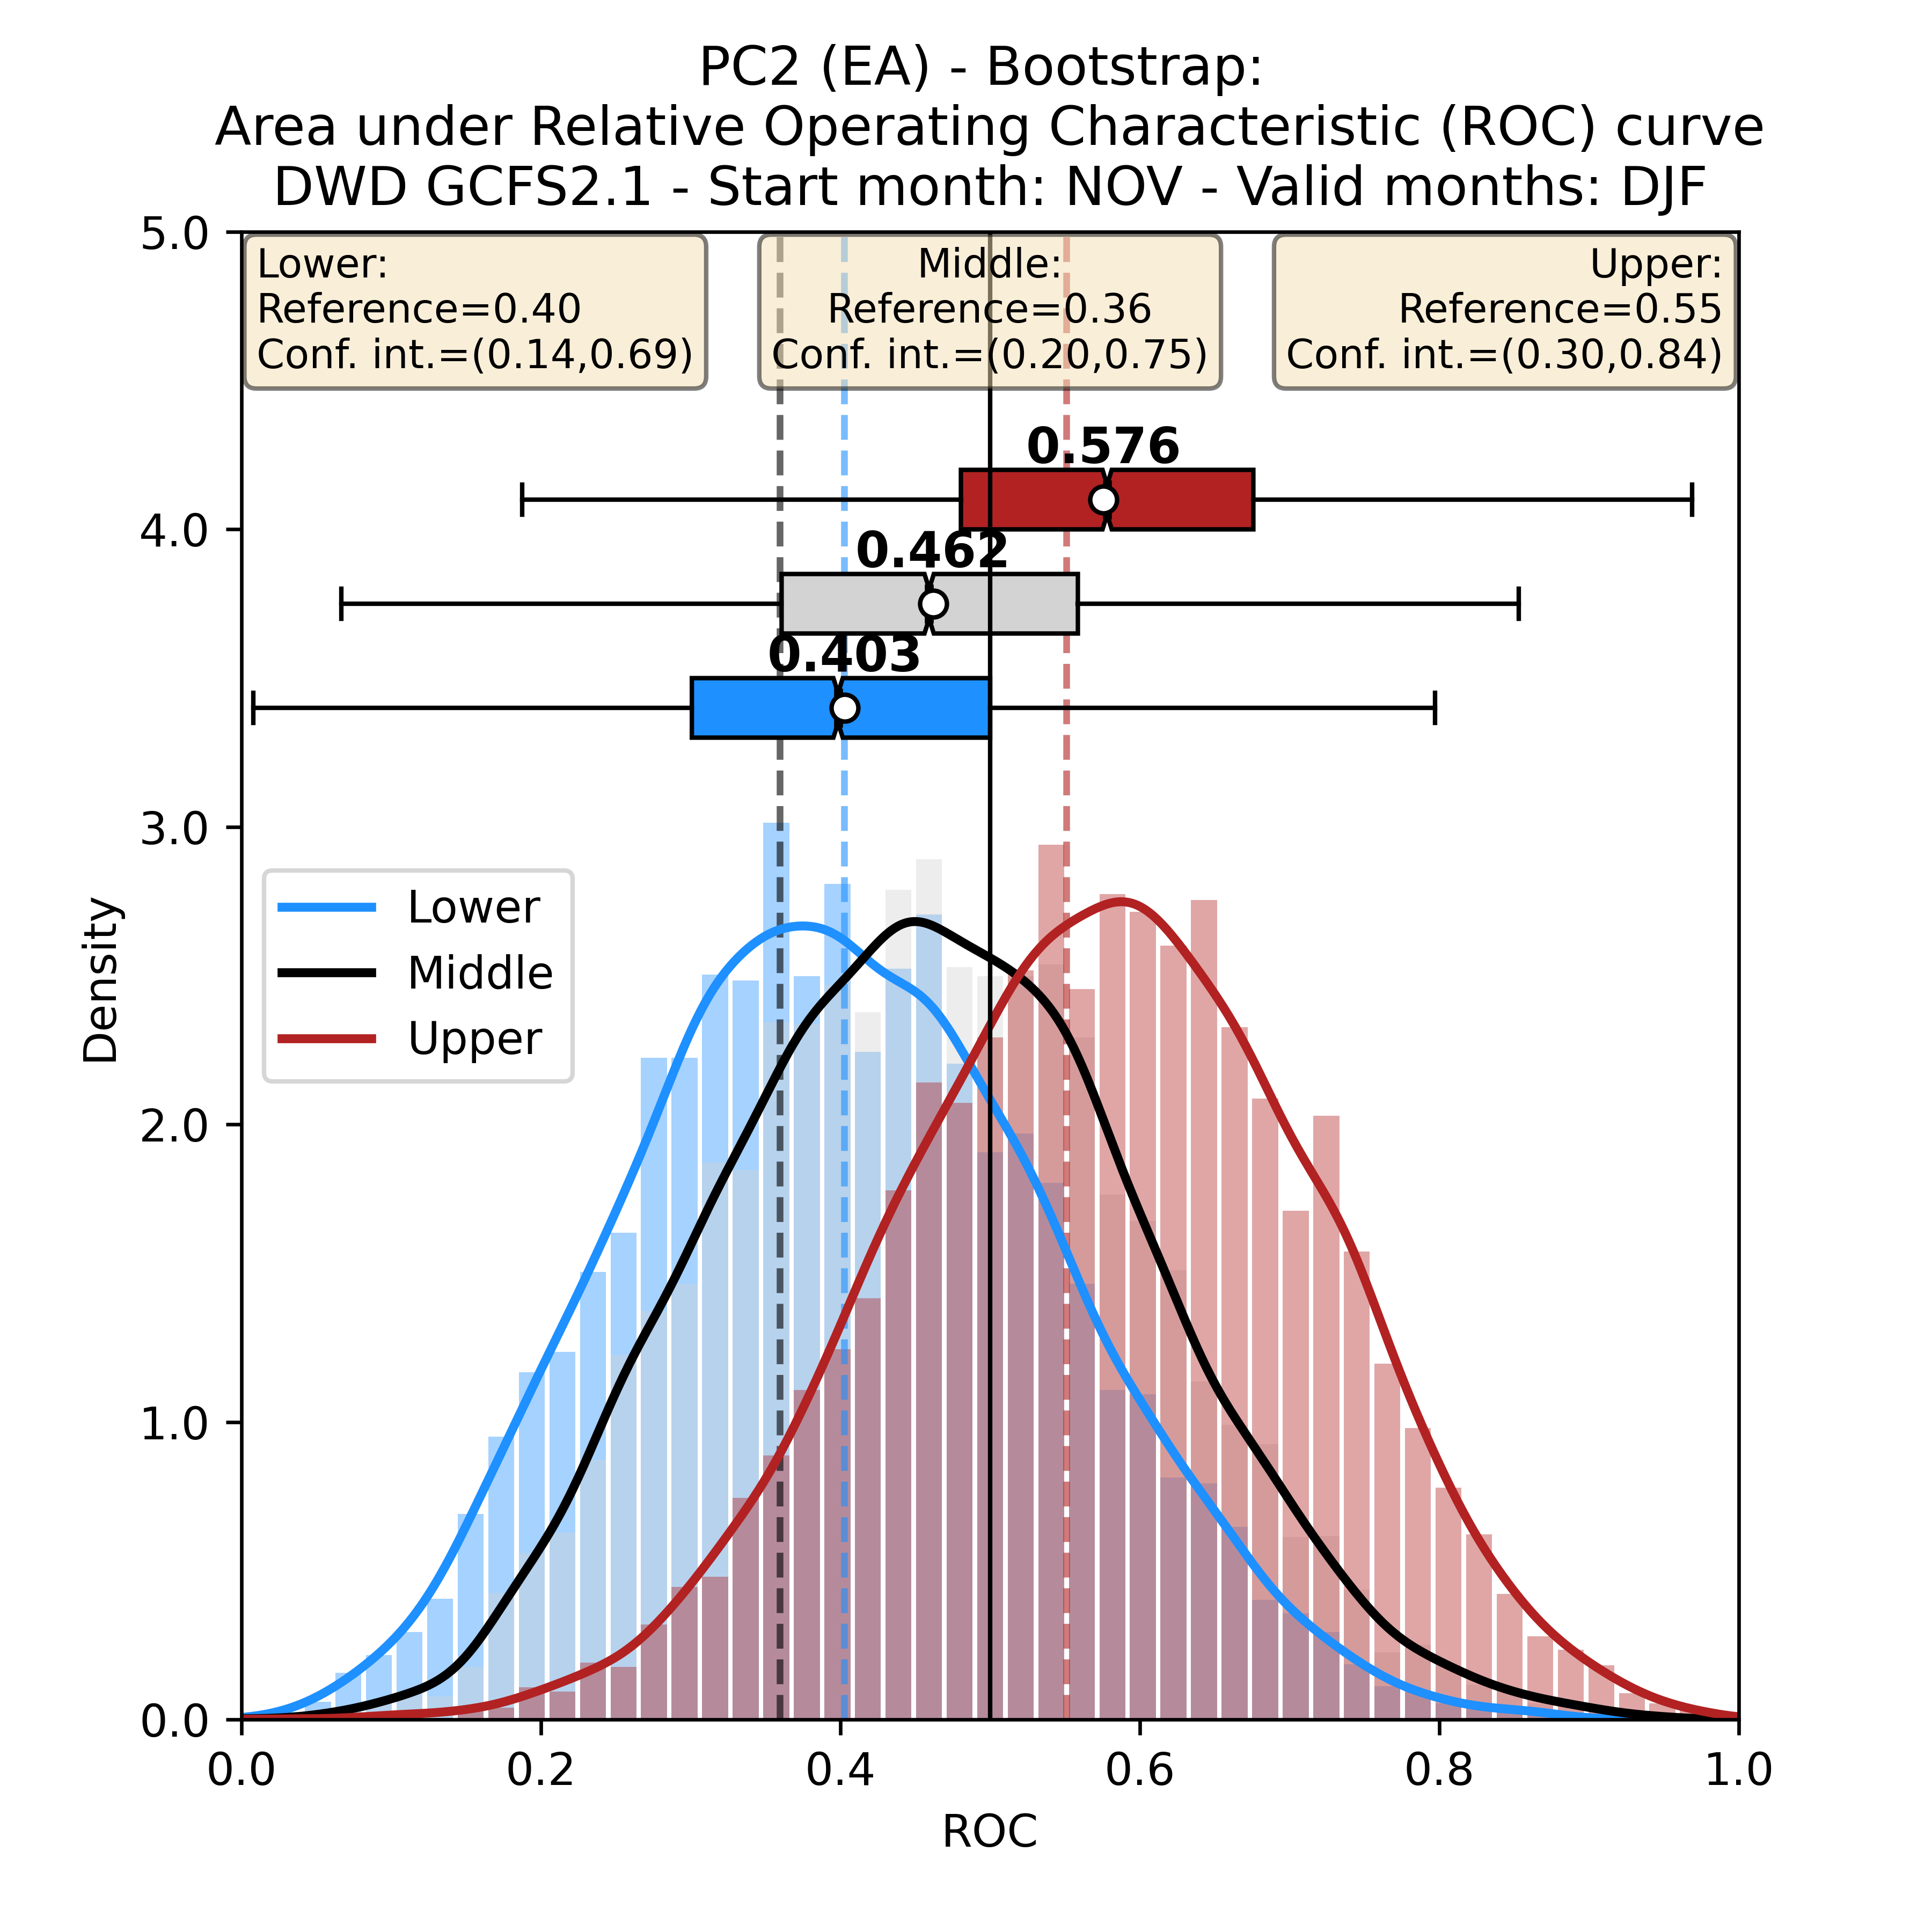 PC2 (EA) - Bootstrap:
Area under Relative Operating Characteristic (ROC) curve
DWD GCFS2.1 - Start month: NOV - Valid months: DJF
Lower:
Reference=0.40
Conf. int.=(0.14,0.69)
Middle:
Reference=0.36
Conf. int.=(0.20,0.75)
Upper:
Reference=0.55
Conf. int.=(0.30,0.84)
0.576
0.462
0.403
5.0
4.0
3.0
2.0
1.0
0.0
Density
Lower
Middle
Upper
0.0
0.2
0.4
0.6
0.8
1.0
ROC